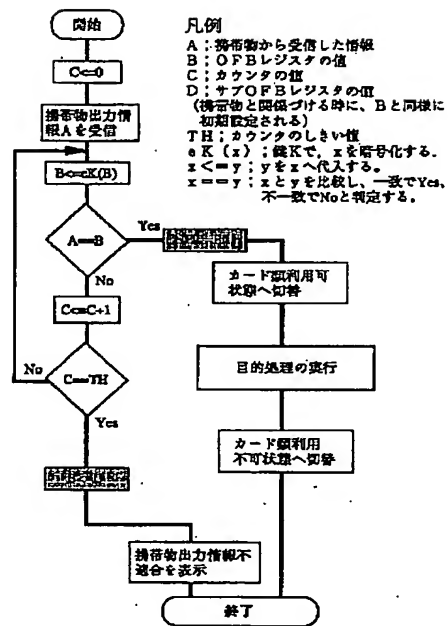 開始
C<=0
携帯物出力情
報Aを受信
B<=eK(B)
A==B
Yes
No
C<=C+1
C==TH
No
Yes
携帯物出力情報不
適合を表示
終了
カード類利用可
状態へ切替
目的処理の実行
カード類利用
不可状態へ切替
凡例
A;携帯物から受信した情報
B;OFBレジスタの値
C;カウンタの値
D;サブOFBレジスタの値
(携帯物と関係づける時に、Bと同様に
初期設定される)
TH;カウンタのしきい値
eK(x);鍵Kで,xを暗号化する。
x<=y;yをxへ代入する。
x==y;xとyを比較し、一致でYes,
不一致でNoと判定する。